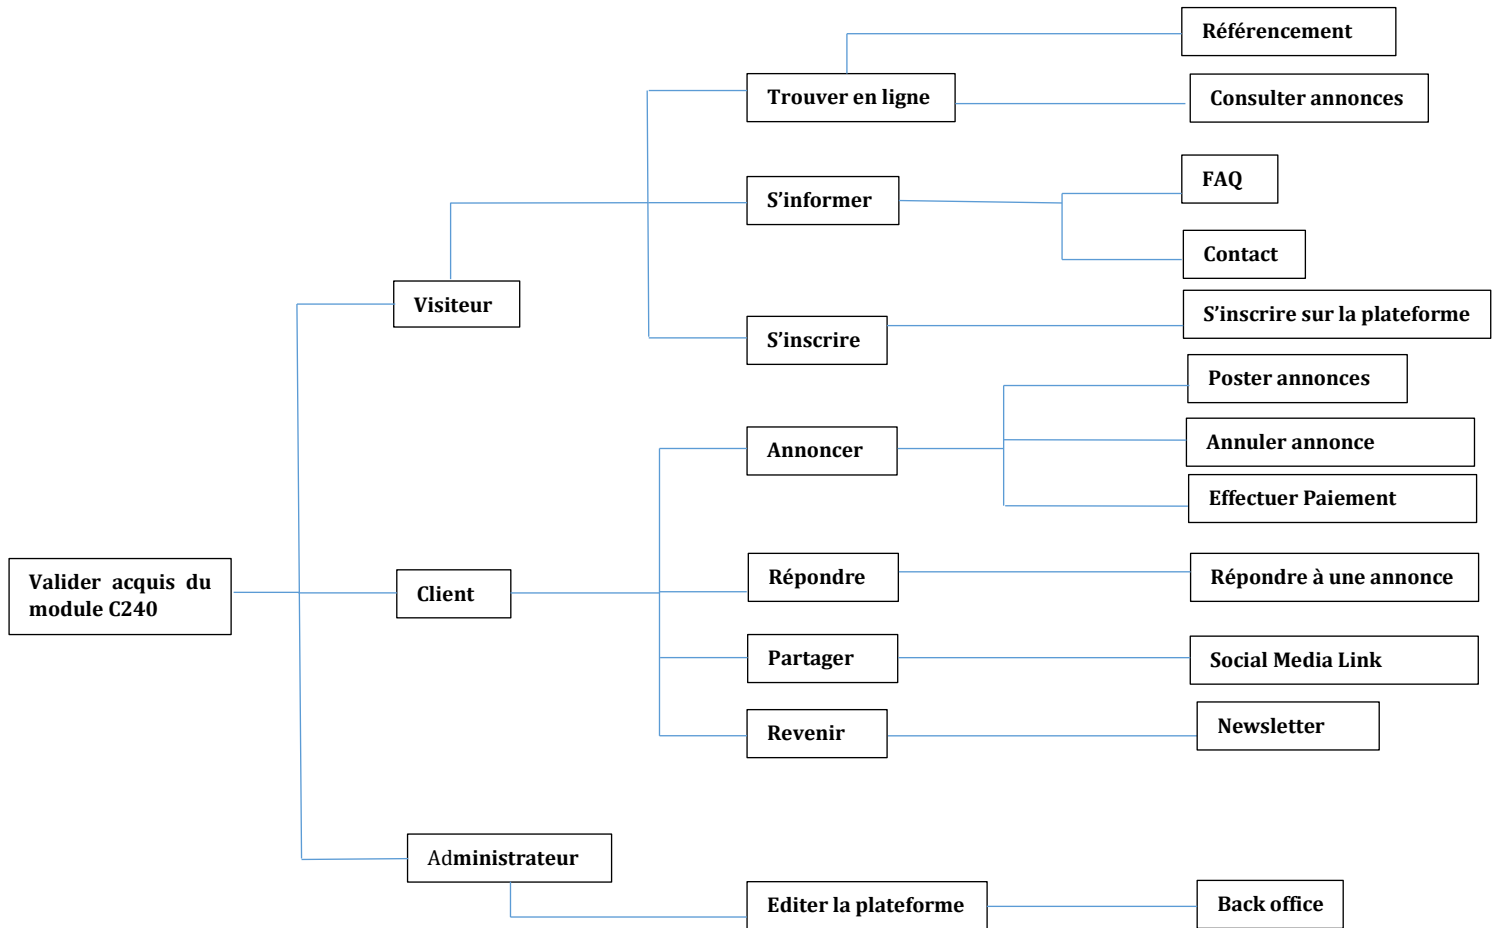 Référencement
Trouver en ligne
Consulter annonces
FAQ
S'informer
Contact
Visiteur
S'inscrire
S'inscrire sur la plateforme
Poster annonces
Annoncer
Annuler annonce
Effectuer Paiement
Valider acquis du
module C240
Client
Répondre
Répondre à une annonce
Partager
Social Media Link
Revenir
Newsletter
Administrateur
Editer la plateforme
Back office